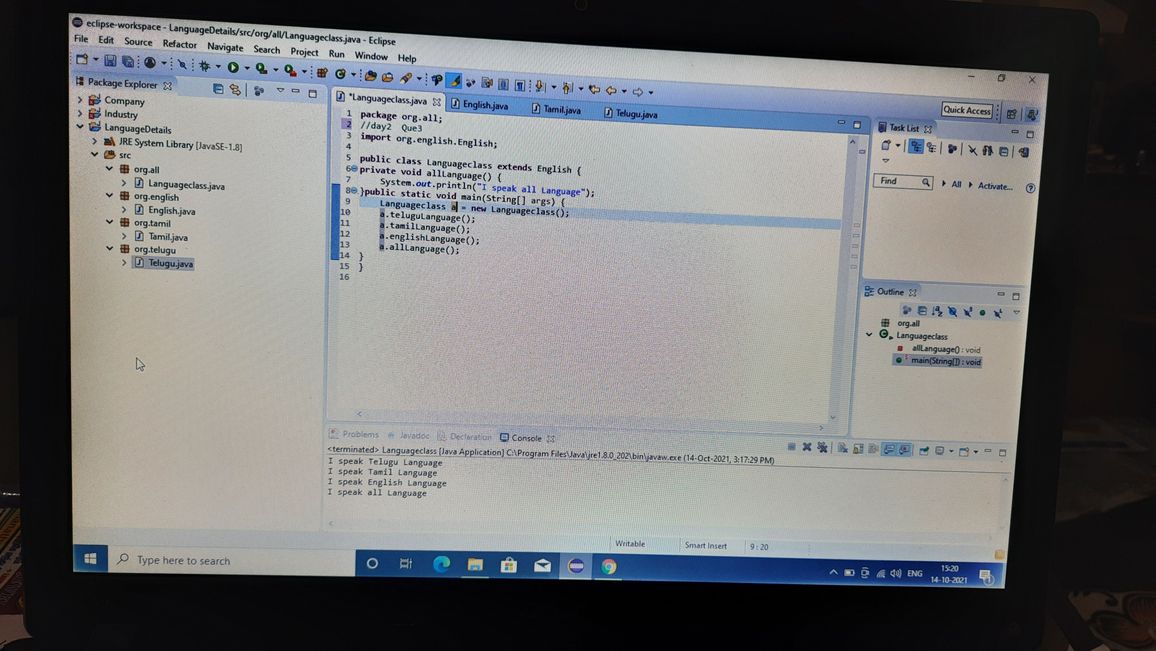 eclipse-workspace - LanguageDetails/src/org/all/Languageclass.java - Eclipse
File Edit Source Refactor Navigate Search Project Run Window Help
Quick Access
Package Explorer
Company
Industry
LanguageDetails
JRE System Library [JavaSE-1.8]
src
org.all
Languageclass.java
org.english
English.java
org.tamil
Tamil.java
org.telugu
Telugu.java
*Languageclass.java English.java Tamil.java Telugu.java
1 package org.all;
2 //day2 Que3
3 import org.english.English;
4
5 public class Languageclass extends English {
6 private void allLanguage() {
7 System.out.println("I speak all Language");
8 }public static void main(String[] args) {
9 Languageclass a = new Languageclass();
10 a.teluguLanguage();
11 a.tamilLanguage();
12 a.englishLanguage();
13 a.allLanguage();
14 }
15 }
16
Task List
Find All Activate...
Outline
org.all
Languageclass
allLanguage() : void
main(String[]) : void
Problems Javadoc Declaration Console
<terminated> Languageclass [Java Application] C:\Program Files\Java\jre1.8.0_202\bin\javaw.exe (14-Oct-2021, 3:17:29 PM)
I speak Telugu Language
I speak Tamil Language
I speak English Language
I speak all Language
Writable Smart Insert 9 : 20
Type here to search
ENG
15:20
14-10-2021
1